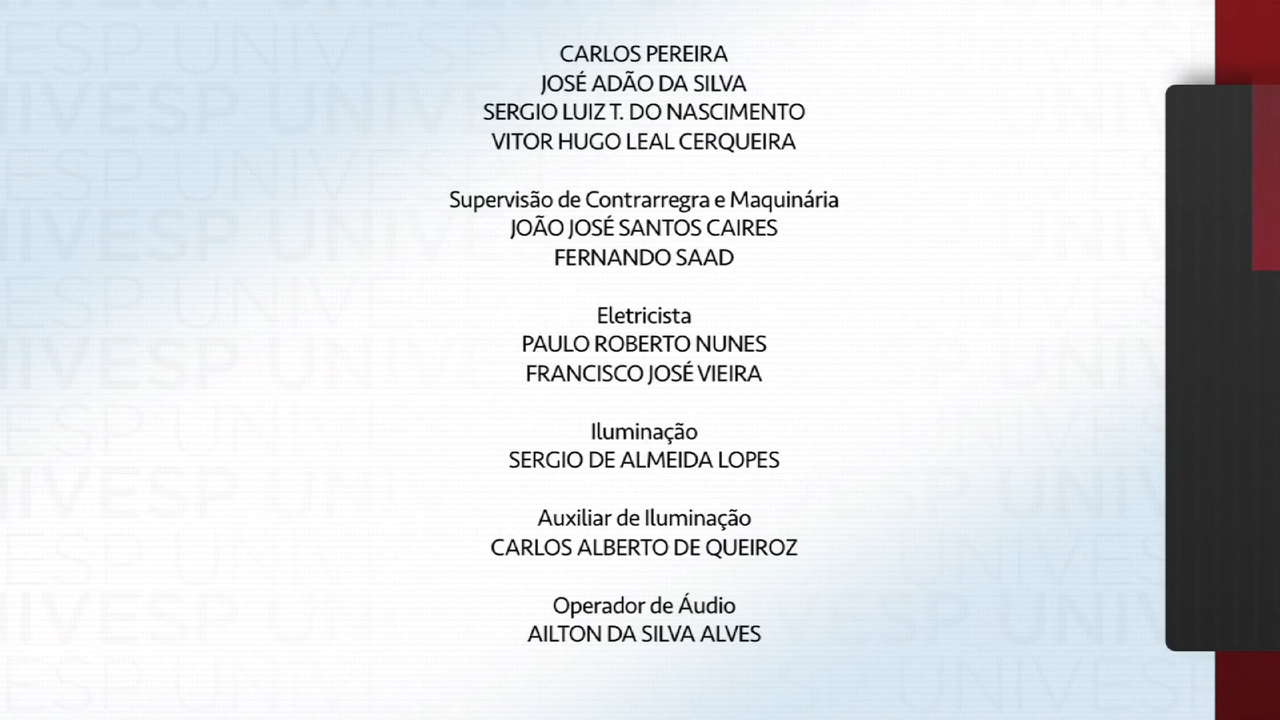 CARLOS PEREIRA
JOSÉ ADÃO DA SILVA
SERGIO LUIZ T. DO NASCIMENTO
VITOR HUGO LEAL CERQUEIRA
Supervisão de Contrarregra e Maquinária
JOÃO JOSÉ SANTOS CAIRES
FERNANDO SAAD
Eletricista
PAULO ROBERTO NUNES
FRANCISCO JOSÉ VIEIRA
Iluminação
SERGIO DE ALMEIDA LOPES
Auxiliar de Iluminação
CARLOS ALBERTO DE QUEIROZ
Operador de Áudio
AILTON DA SILVA ALVES